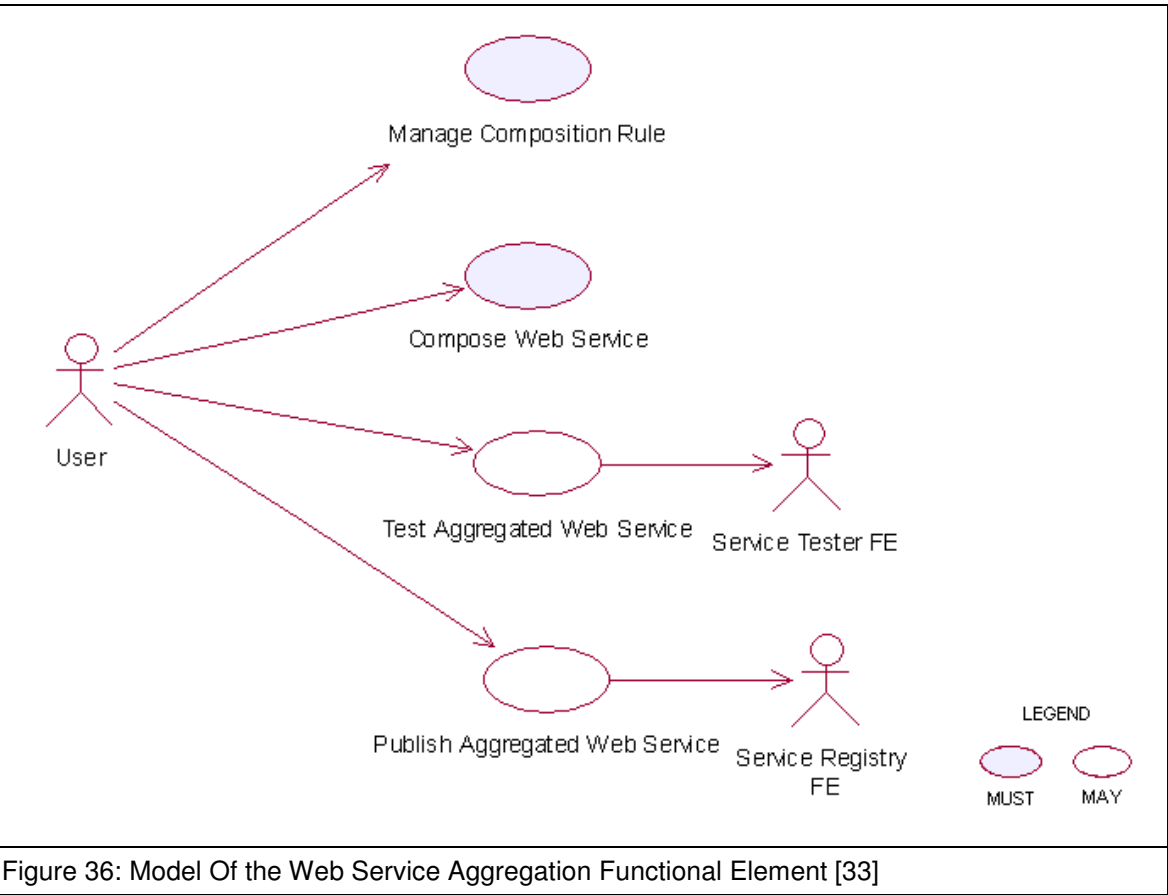 Manage Composition Rule
Compose Web Service
User
Test Aggregated Web Service
Service Tester FE
Publish Aggregated Web Service
Service Registry
FE
LEGEND
MUST
MAY
Figure 36: Model Of the Web Service Aggregation Functional Element [33]